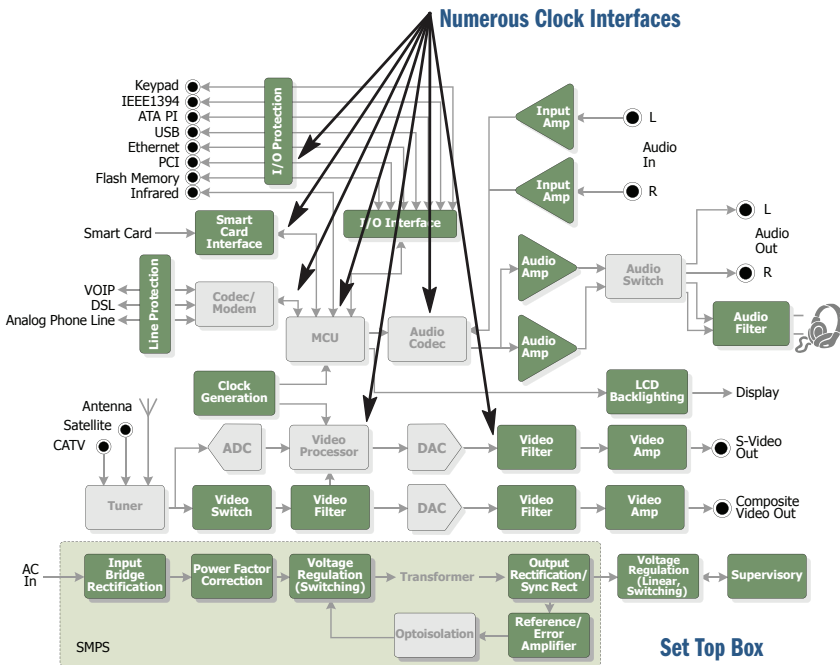 Numerous Clock Interfaces
Keypad
IEEE1394
ATA PI
USB
Ethernet
PCI
Flash Memory
Infrared
I/O Protection
Input
Amp
L
Audio
In
Input
Amp
R
Smart Card
Smart
Card
Interface
I/O Interface
L
Audio
Out
R
Audio
Amp
Audio
Switch
VOIP
DSL
Analog Phone Line
Line Protection
Codec/
Modem
MCU
Audio
Codec
Audio
Amp
Audio
Filter
Clock
Generation
LCD
Backlighting
Display
Antenna
Satellite
CATV
ADC
Video
Processor
DAC
Video
Filter
Video
Amp
S-Video
Out
Tuner
Video
Switch
Video
Filter
DAC
Video
Filter
Video
Amp
Composite
Video Out
AC
In
Input
Bridge
Rectification
Power Factor
Correction
Voltage
Regulation
(Switching)
Transformer
Output
Rectification/
Sync Rect
Voltage
Regulation
(Linear,
Switching)
Supervisory
Optoisolation
Reference/
Error
Amplifier
SMPS
Set Top Box